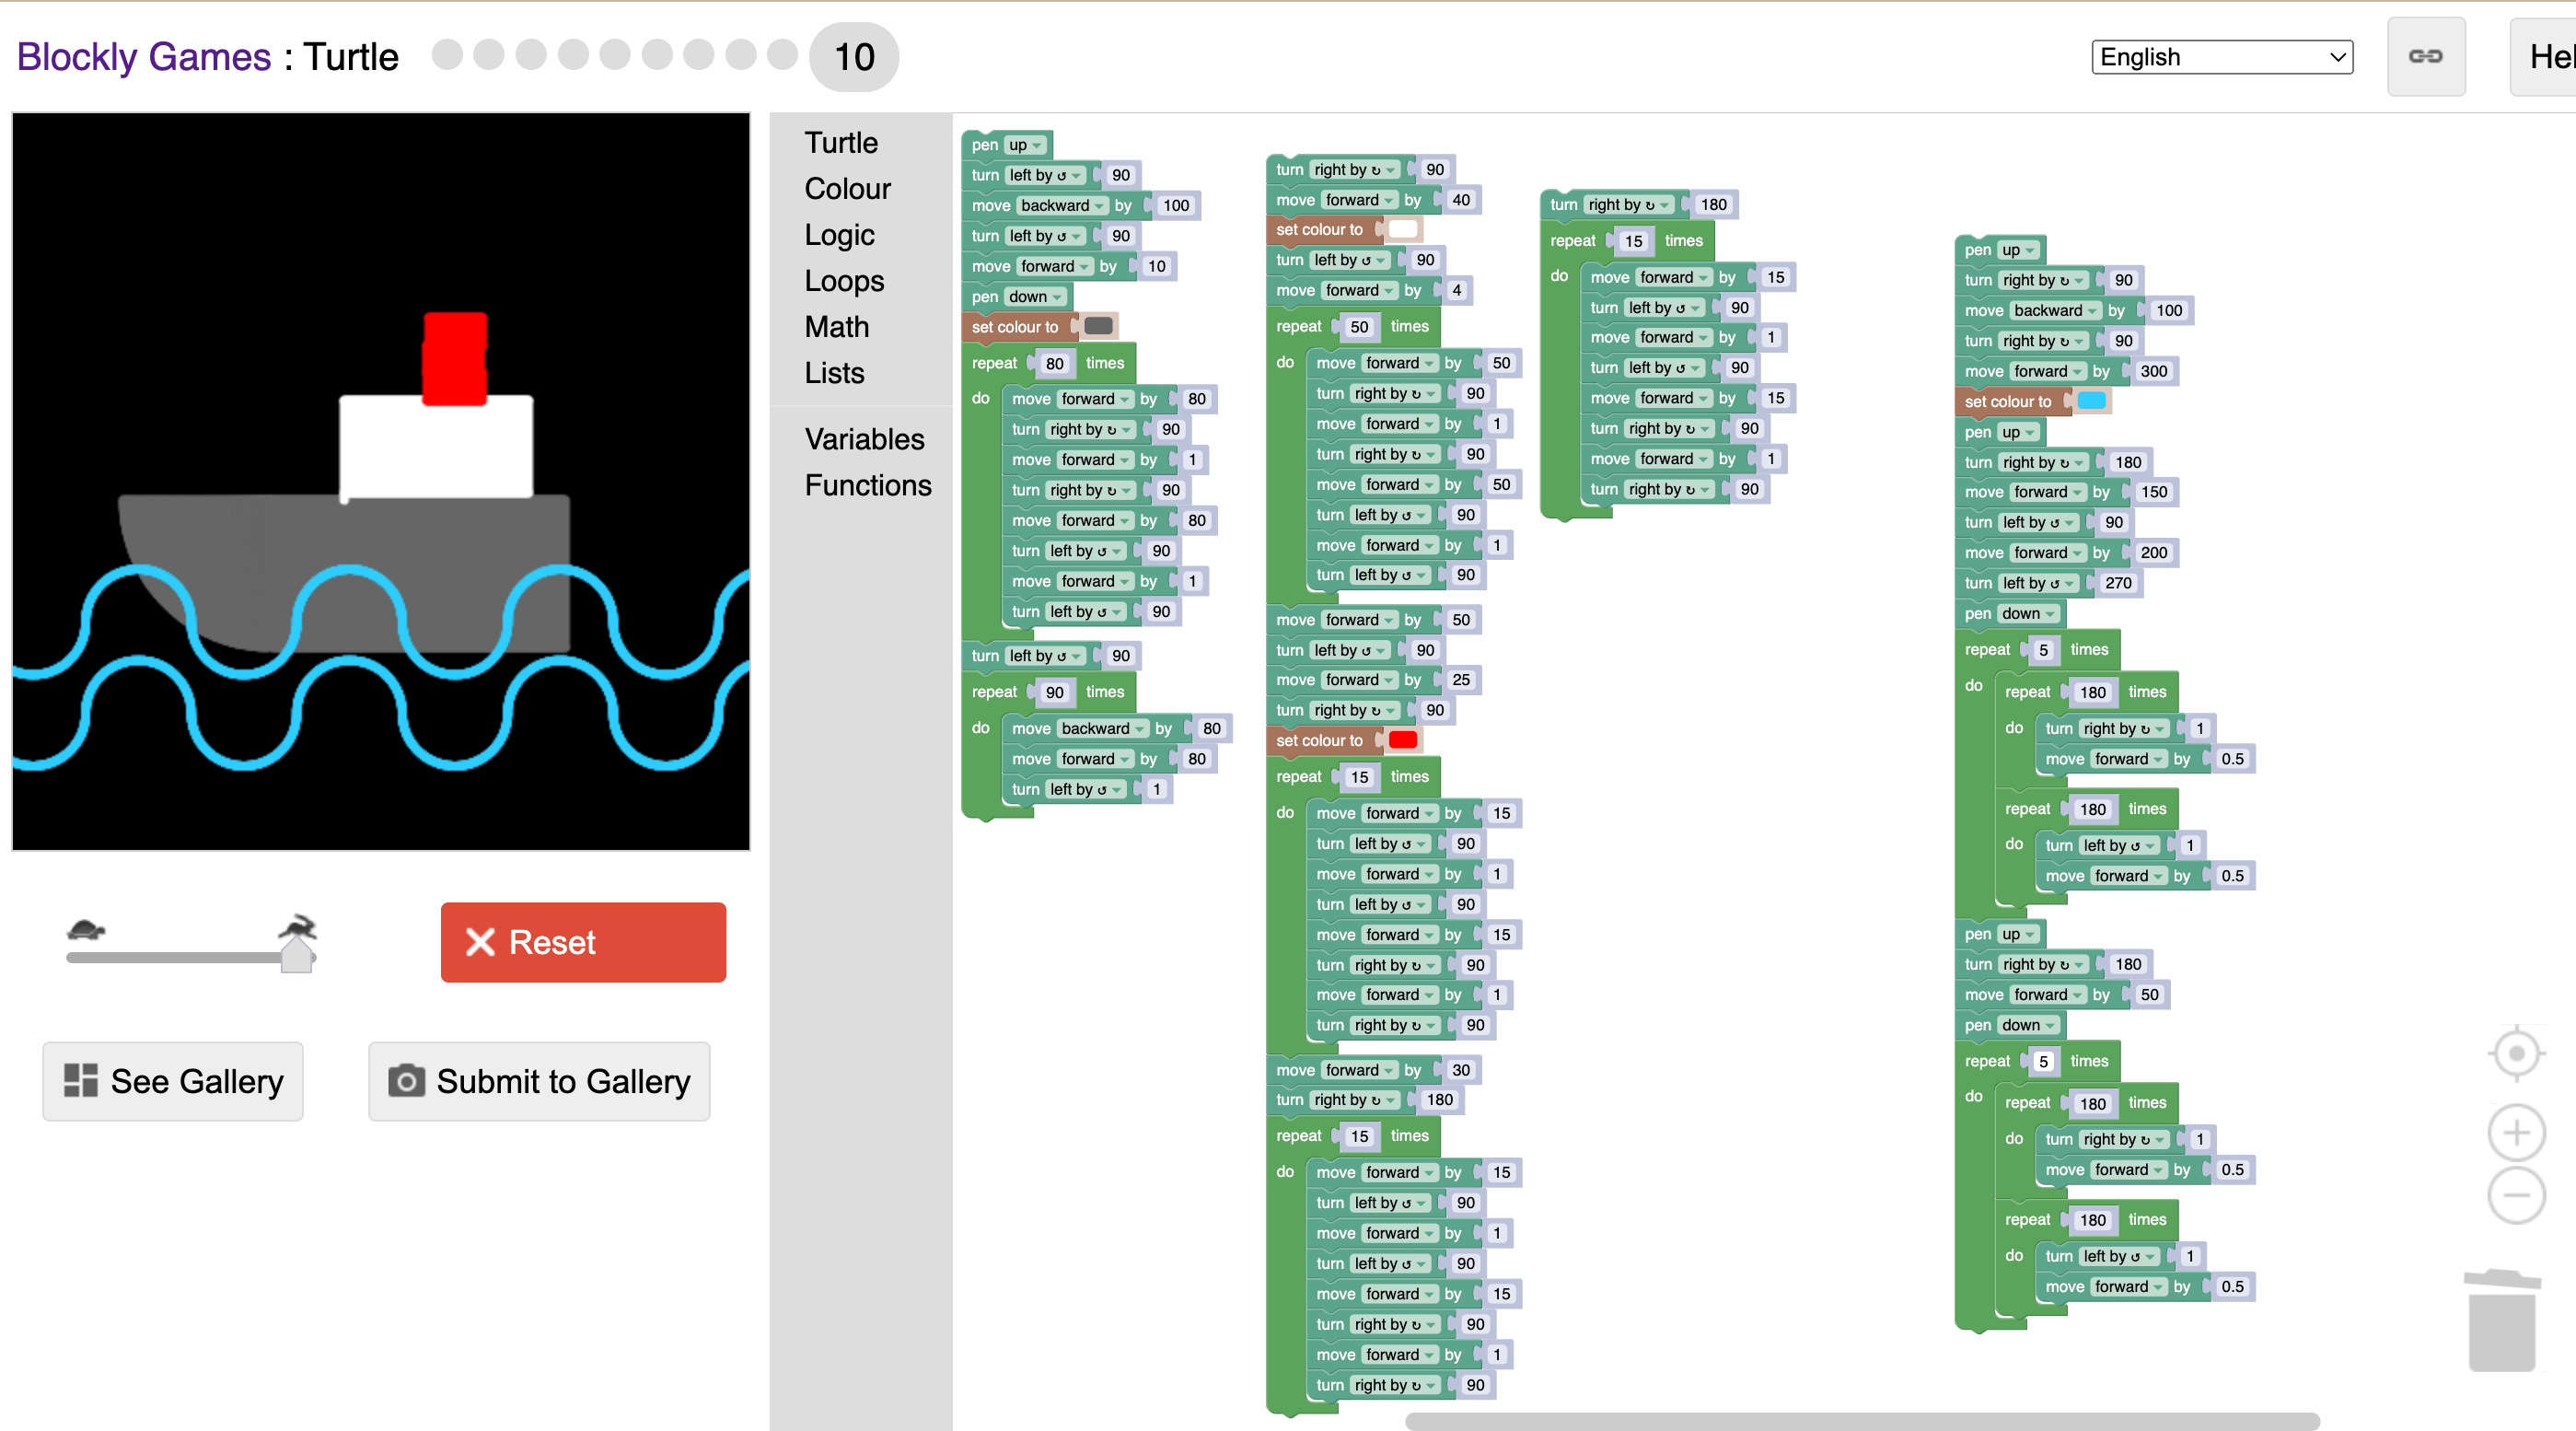 Blockly Games : Turtle 10 English Hel
Turtle
Colour
Logic
Loops
Math
Lists
Variables
Functions
Reset
See Gallery Submit to Gallery
pen up
turn left by ↺ 90
move backward by 100
turn left by ↺ 90
move forward by 10
pen down
set colour to
repeat 80 times
do move forward by 80
turn right by ↻ 90
move forward by 1
turn right by ↻ 90
move forward by 80
turn left by ↺ 90
move forward by 1
turn left by ↺ 90
turn left by ↺ 90
repeat 90 times
do move backward by 80
move forward by 80
turn left by ↺ 1
turn right by ↻ 90
move forward by 40
set colour to
turn left by ↺ 90
move forward by 4
repeat 50 times
do move forward by 50
turn right by ↻ 90
move forward by 1
turn right by ↻ 90
move forward by 50
turn left by ↺ 90
move forward by 1
turn left by ↺ 90
move forward by 50
turn left by ↺ 90
move forward by 25
turn right by ↻ 90
set colour to
repeat 15 times
do move forward by 15
turn left by ↺ 90
move forward by 1
turn left by ↺ 90
move forward by 15
turn right by ↻ 90
move forward by 1
turn right by ↻ 90
move forward by 30
turn right by ↻ 180
repeat 15 times
do move forward by 15
turn left by ↺ 90
move forward by 1
turn left by ↺ 90
move forward by 15
turn right by ↻ 90
move forward by 1
turn right by ↻ 90
turn right by ↻ 180
repeat 15 times
do move forward by 15
turn left by ↺ 90
move forward by 1
turn left by ↺ 90
move forward by 15
turn right by ↻ 90
move forward by 1
turn right by ↻ 90
pen up
turn right by ↻ 90
move backward by 100
turn right by ↻ 90
move forward by 300
set colour to
pen up
turn right by ↻ 180
move forward by 150
turn left by ↺ 90
move forward by 200
turn left by ↺ 270
pen down
repeat 5 times
do repeat 180 times
do turn right by ↻ 1
move forward by 0.5
repeat 180 times
do turn left by ↺ 1
move forward by 0.5
pen up
turn right by ↻ 180
move forward by 50
pen down
repeat 5 times
do repeat 180 times
do turn right by ↻ 1
move forward by 0.5
repeat 180 times
do turn left by ↺ 1
move forward by 0.5